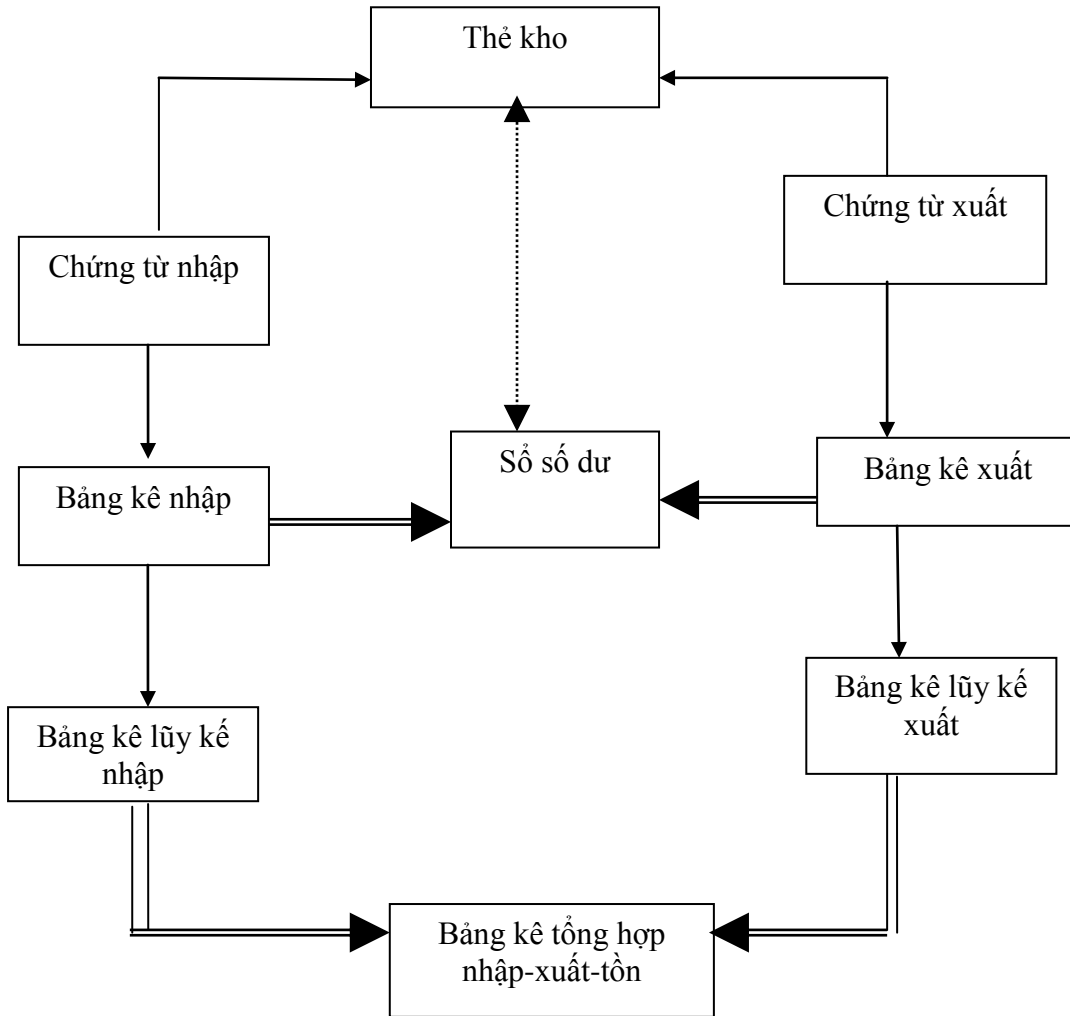 Thẻ kho
Chứng từ xuất
Chứng từ nhập
Sổ số dư
Bảng kê xuất
Bảng kê nhập
Bảng kê lũy kế
xuất
Bảng kê lũy kế
nhập
Bảng kê tổng hợp
nhập-xuất-tồn